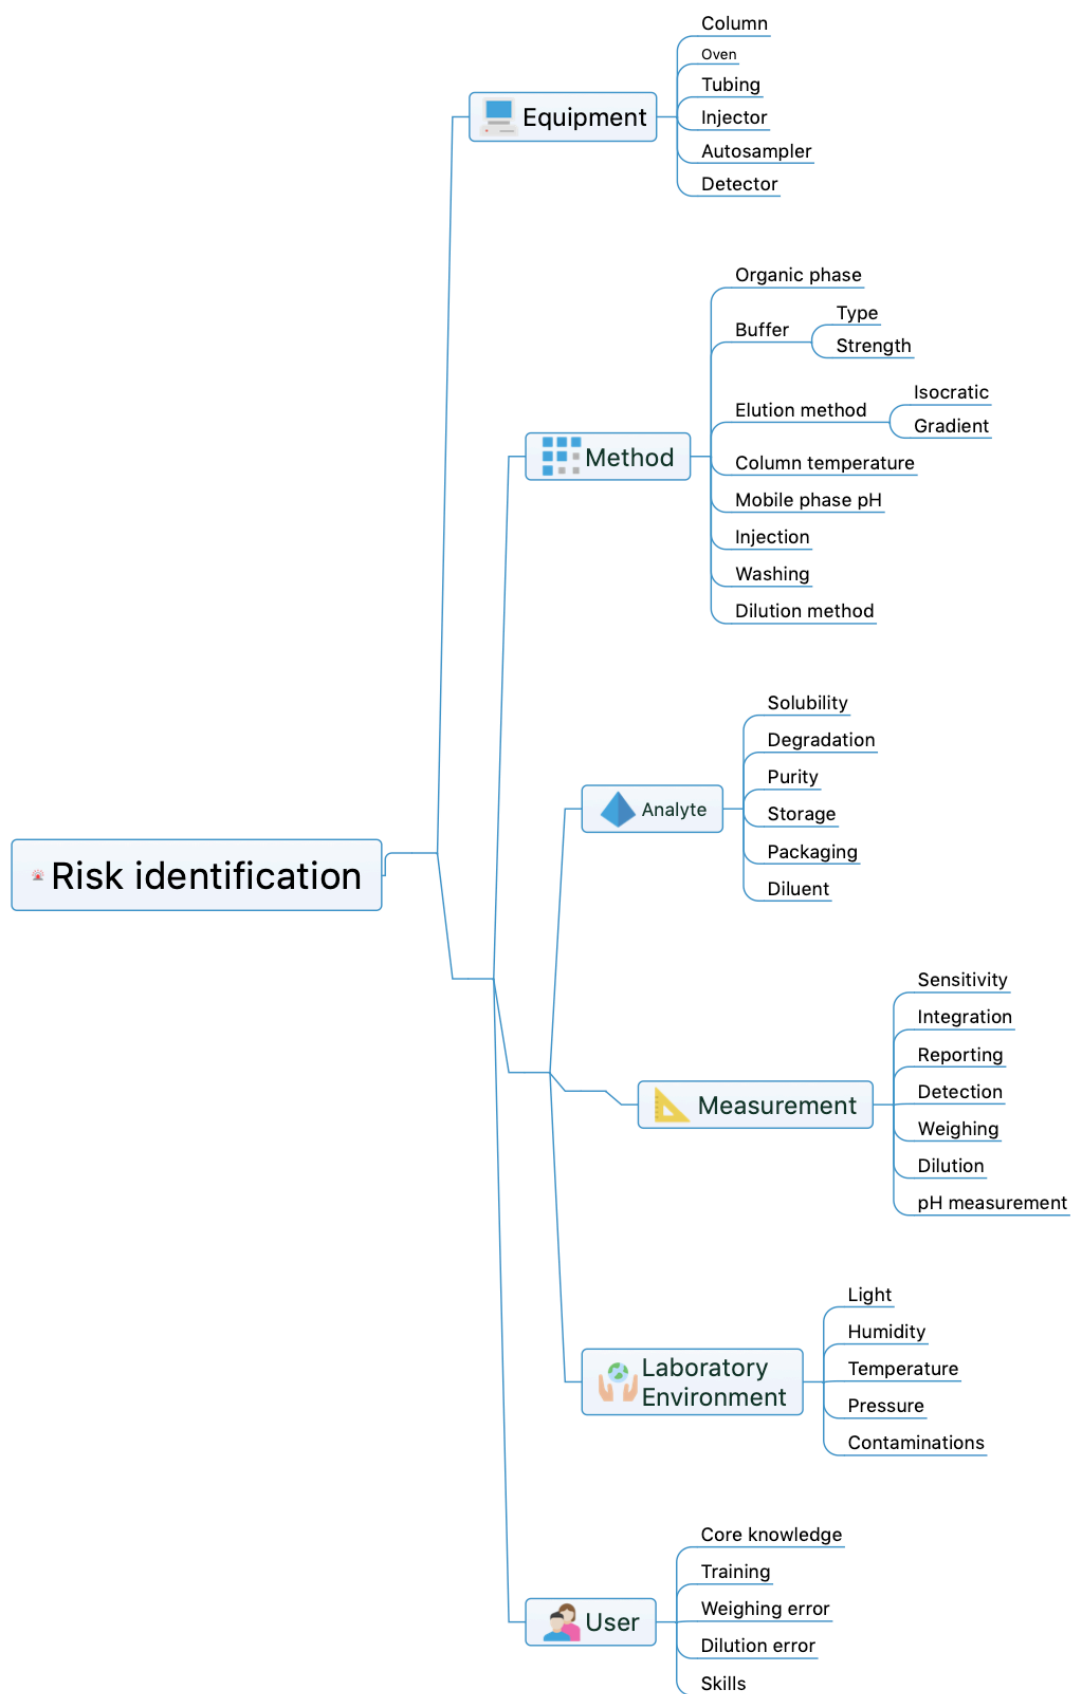 Column
Oven
Tubing
Equipment
Injector
Autosampler
Detector
Organic phase
Type
Buffer
Strength
Isocratic
Elution method
Gradient
Method
Column temperature
Mobile phase pH
Injection
Washing
Dilution method
Solubility
Degradation
Purity
Analyte
Storage
Packaging
Diluent
Risk identification
Sensitivity
Integration
Reporting
Detection
Measurement
Weighing
Dilution
pH measurement
Light
Humidity
Laboratory
Environment
Temperature
Pressure
Contaminations
Core knowledge
Training
Weighing error
User
Dilution error
Skills